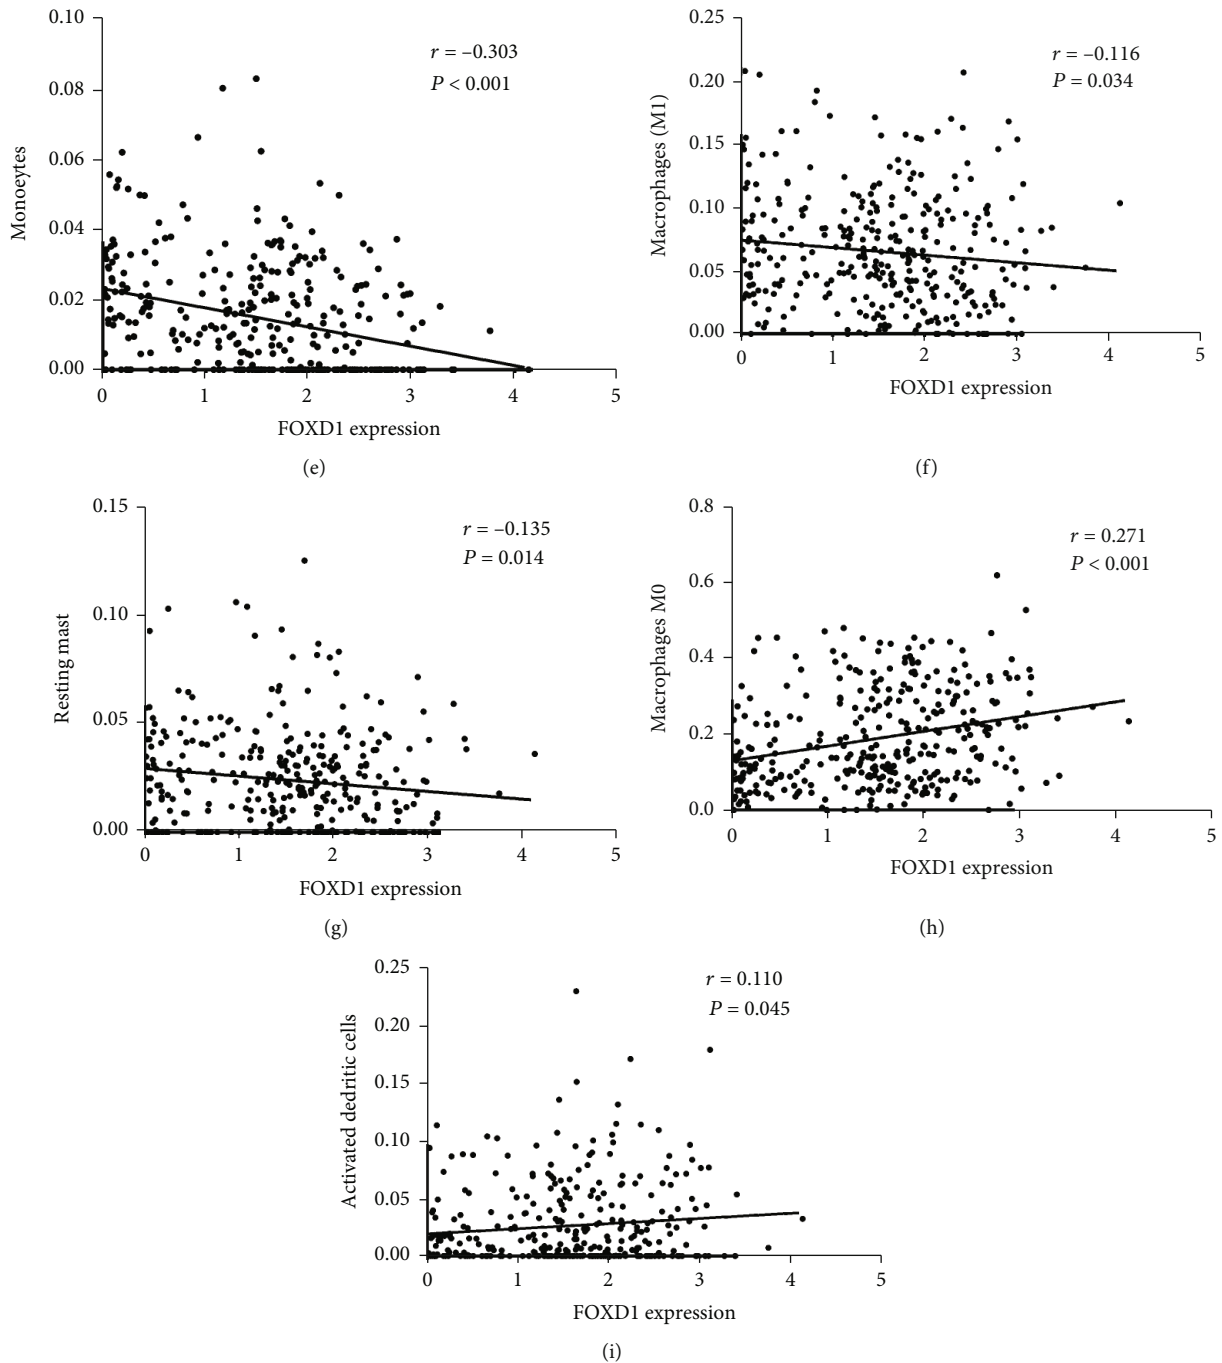 0.10
0.08
0.06
0.04
0.02
0.00
Monoeytes
r = –0.303
P < 0.001
0 1 2 3 4 5
FOXD1 expression
(e)
0.25
0.20
0.15
0.10
0.05
0.00
Macrophages (M1)
r = –0.116
P = 0.034
0 1 2 3 4 5
FOXD1 expression
(f)
0.15
0.10
0.05
0.00
Resting mast
r = –0.135
P = 0.014
0 1 2 3 4 5
FOXD1 expression
(g)
0.8
0.6
0.4
0.2
0.0
Macrophages M0
r = 0.271
P < 0.001
0 1 2 3 4 5
FOXD1 expression
(h)
0.25
0.20
0.15
0.10
0.05
0.00
Activated dedritic cells
r = 0.110
P = 0.045
0 1 2 3 4 5
FOXD1 expression
(i)